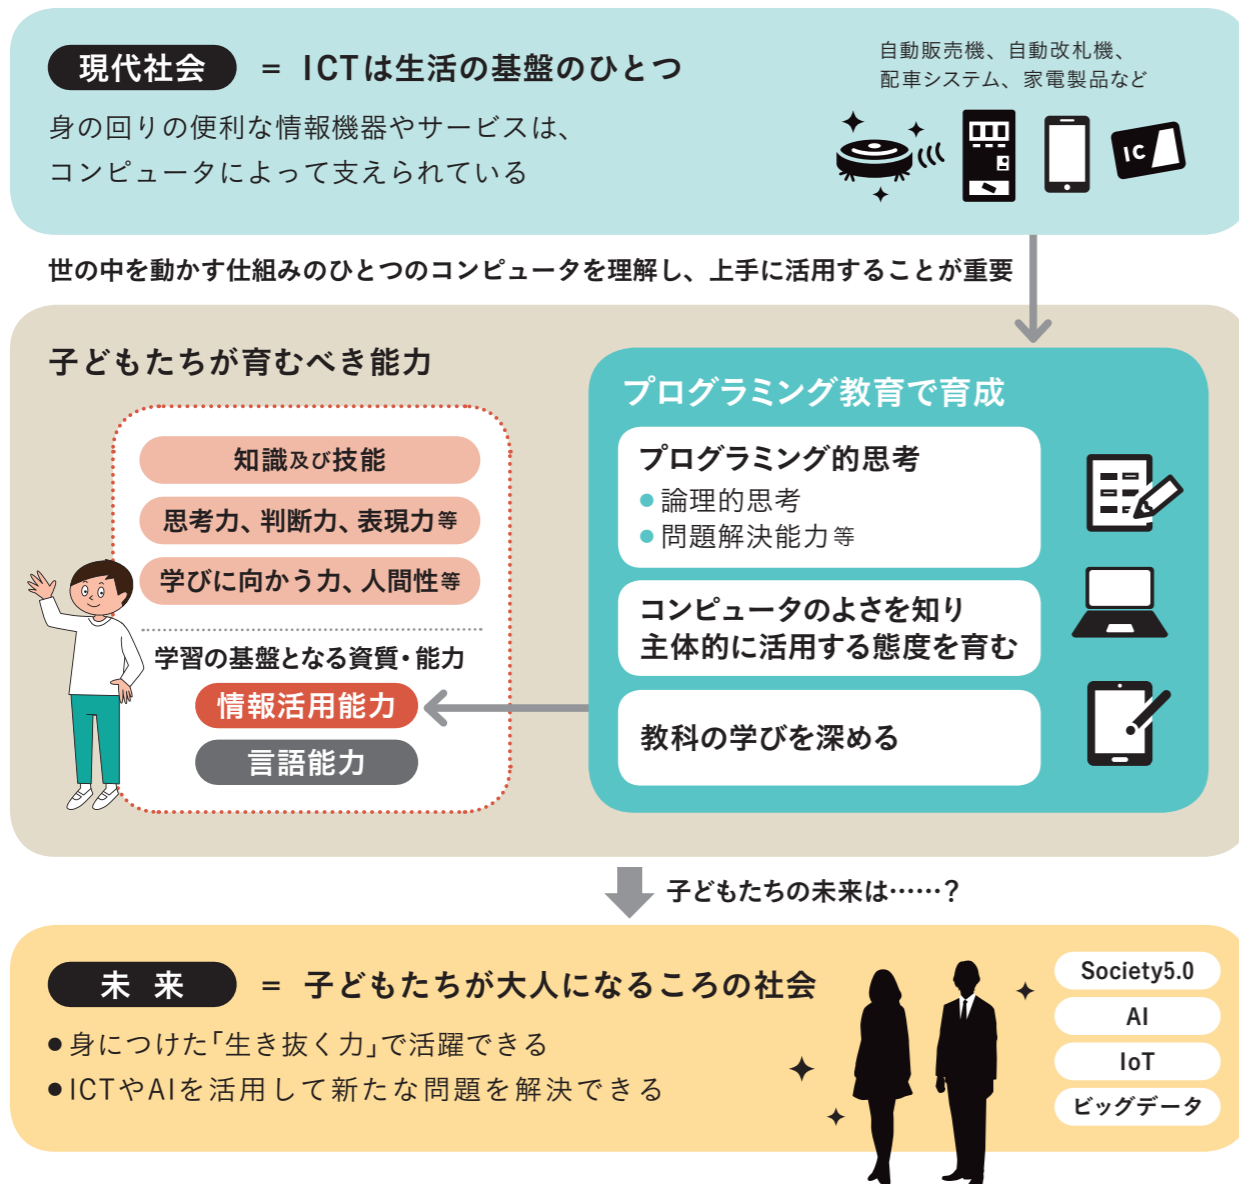 現代社会 = ICTは生活の基盤のひとつ
身の回りの便利な情報機器やサービスは、
コンピュータによって支えられている
自動販売機、自動改札機、
配車システム、家電製品など
IC
世の中を動かす仕組みのひとつのコンピュータを理解し、上手に活用することが重要
子どもたちが育むべき能力
知識及び技能
思考力、判断力、表現力等
学びに向かう力、人間性等
学習の基盤となる資質・能力
情報活用能力
言語能力
プログラミング教育で育成
プログラミング的思考
●論理的思考
●問題解決能力等
コンピュータのよさを知り
主体的に活用する態度を育む
教科の学びを深める
子どもたちの未来は……？
未来 = 子どもたちが大人になるころの社会
●身につけた「生き抜く力」で活躍できる
●ICTやAIを活用して新たな問題を解決できる
Society5.0
AI
IoT
ビッグデータ